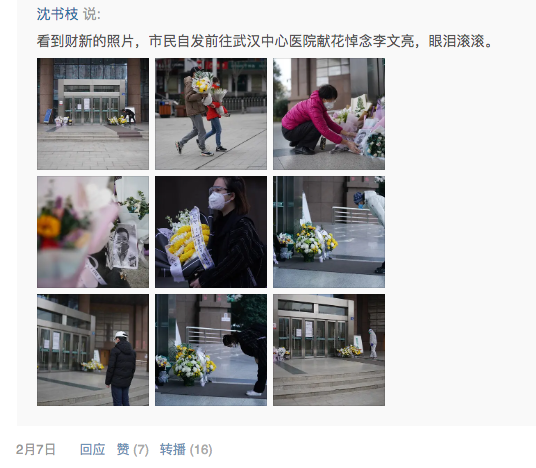 沈书枝 说:
看到财新的照片，市民自发前往武汉中心医院献花悼念李文亮，眼泪滚滚。
2月7日 回应 赞 (7) 转播 (16)